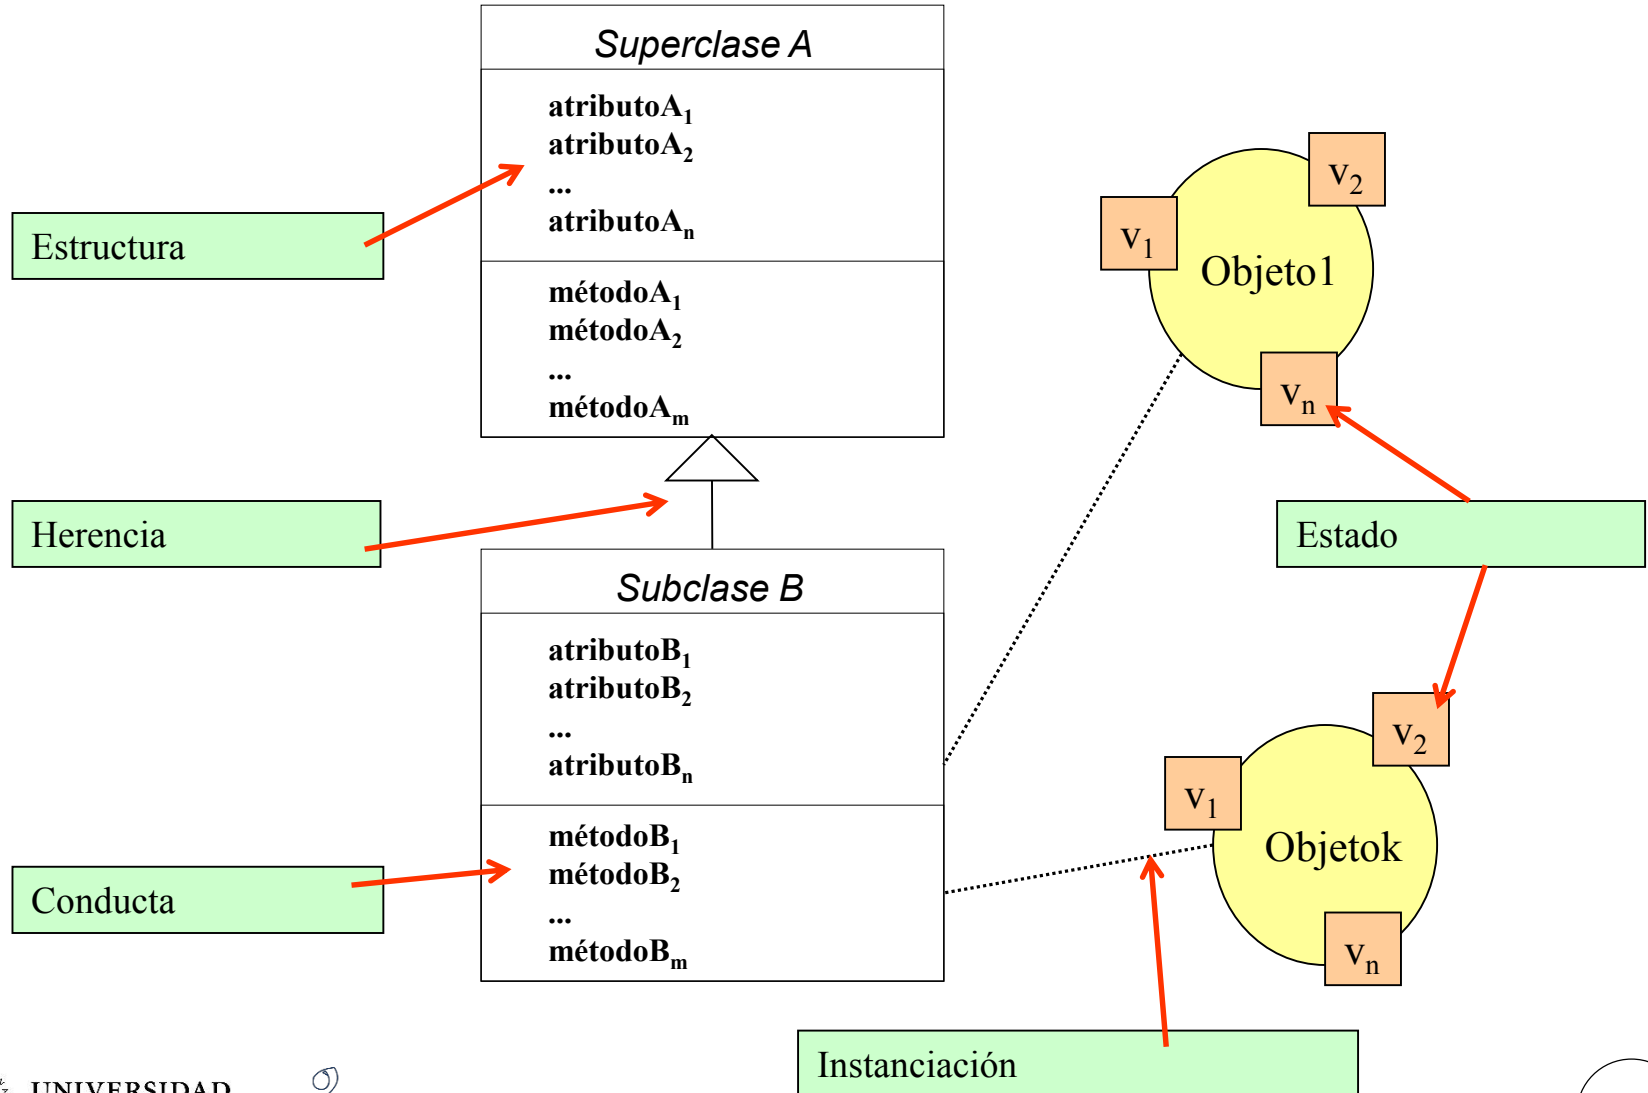 Superclase A
atributoA1
atributoA2
...
atributoAn
métodoA1
métodoA2
...
métodoAm
Estructura
Herencia
Conducta
Subclase B
atributoB1
atributoB2
...
atributoBn
métodoB1
métodoB2
...
métodoBm
v1
v2
Objeto1
vn
Estado
v1
v2
Objetok
vn
Instanciación
UNIVERSIDAD